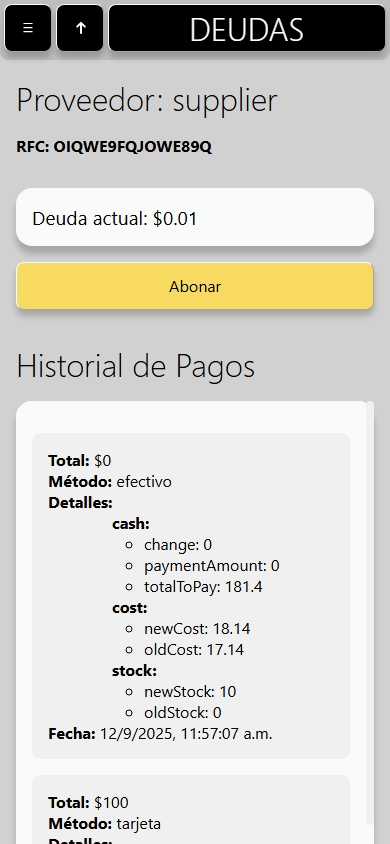 ☰ ↑ DEUDAS
Proveedor: supplier
RFC: OIQWE9FQJOWE89Q
Deuda actual: $0.01
Abonar
Historial de Pagos
Total: $0
Método: efectivo
Detalles:
cash:
change: 0
paymentAmount: 0
totalToPay: 181.4
cost:
newCost: 18.14
oldCost: 17.14
stock:
newStock: 10
oldStock: 0
Fecha: 12/9/2025, 11:57:07 a.m.
Total: $100
Método: tarjeta
Detalles: